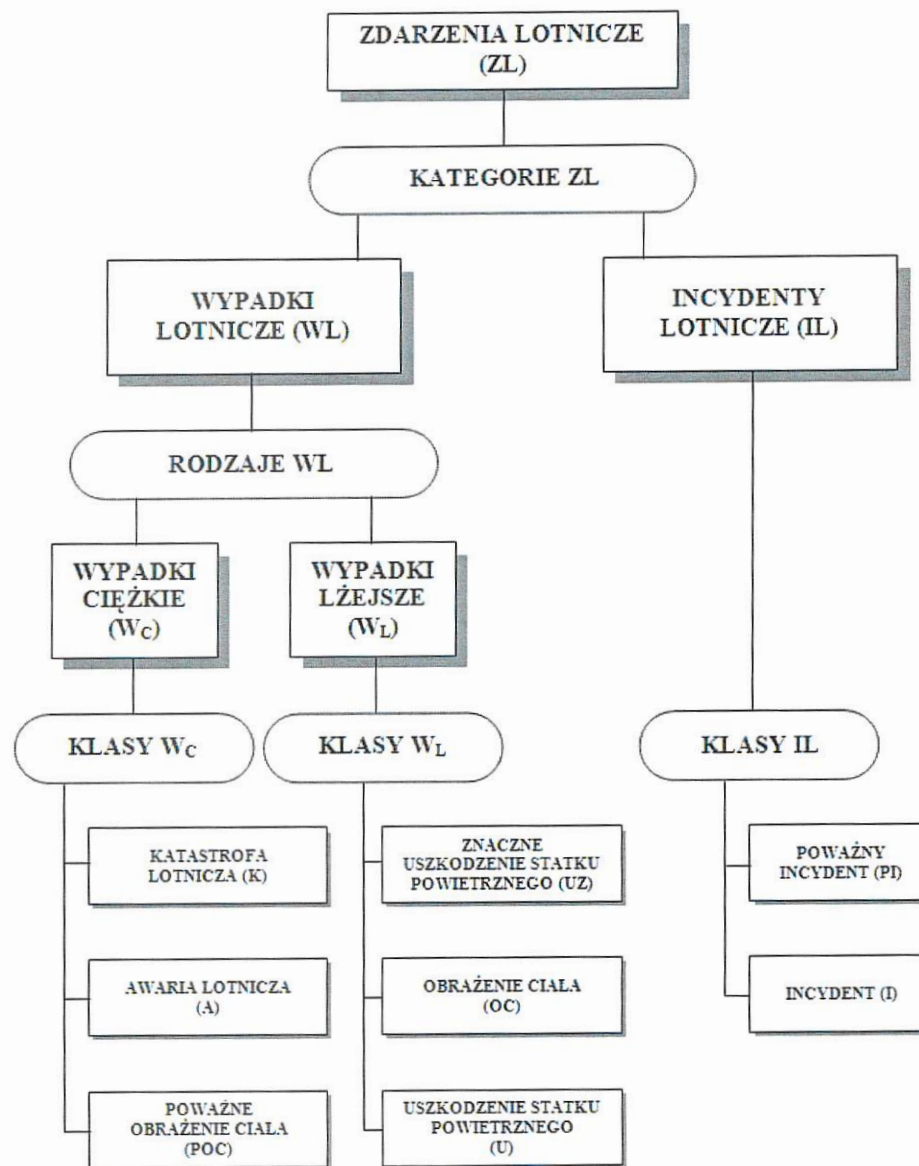 ZDARZENIA LOTNICZE
(ZL)
KATEGORIE ZL
WYPADKI
LOTNICZE (WL)
INCYDENTY
LOTNICZE (IL)
RODZAJE WL
WYPADKI
CIĘŻKIE
(WC)
WYPADKI
LŻEJSZE
(WL)
KLASY WC
KLASY WL
KLASY IL
KATASTROFA
LOTNICZA (K)
ZNACZNE
USZKODZENIE STATKU
POWIETRZNEGO (UZ)
POWAŻNY
INCYDENT (PI)
AWARIA LOTNICZA
(A)
OBRAŻENIE CIAŁA
(OC)
INCYDENT (I)
POWAŻNE
OBRAŻENIE CIAŁA
(POC)
USZKODZENIE STATKU
POWIETRZNEGO
(U)